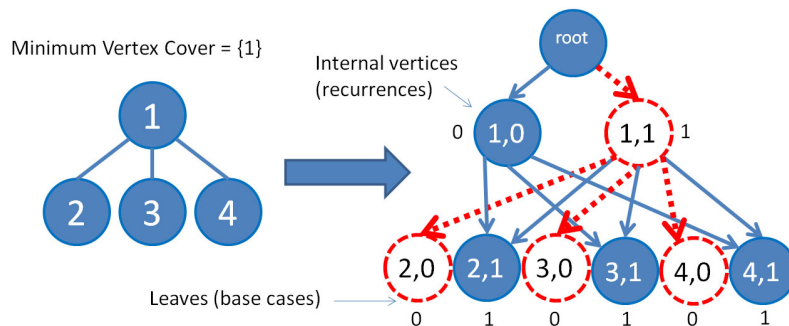 Minimum Vertex Cover = {1}
1
2 3 4
root
Internal vertices
(recurrences)
0 1,0 1,1 1
2,0 2,1 3,0 3,1 4,0 4,1
Leaves (base cases)
0 1 0 1 0 1